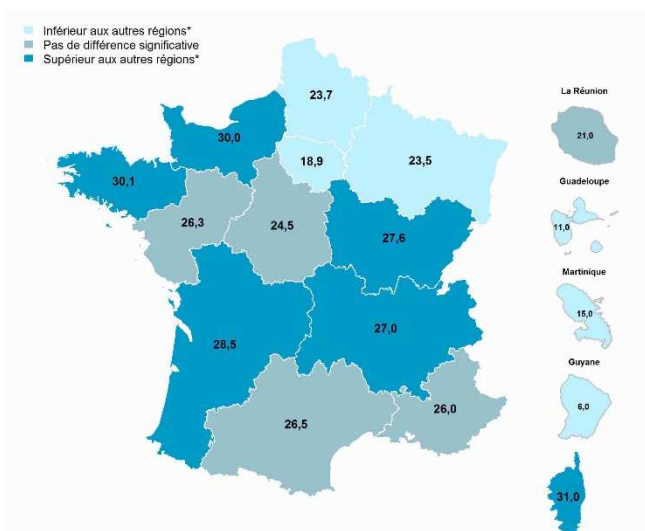 Inférieur aux autres régions*
Pas de différence significative
Supérieur aux autres régions*
23,7
30,0
18,9
23,5
30,1
26,3
24,5
27,6
28,5
27,0
26,5
26,0
La Réunion
21,0
Guadeloupe
11,0
Martinique
15,0
Guyane
6,0
31,0